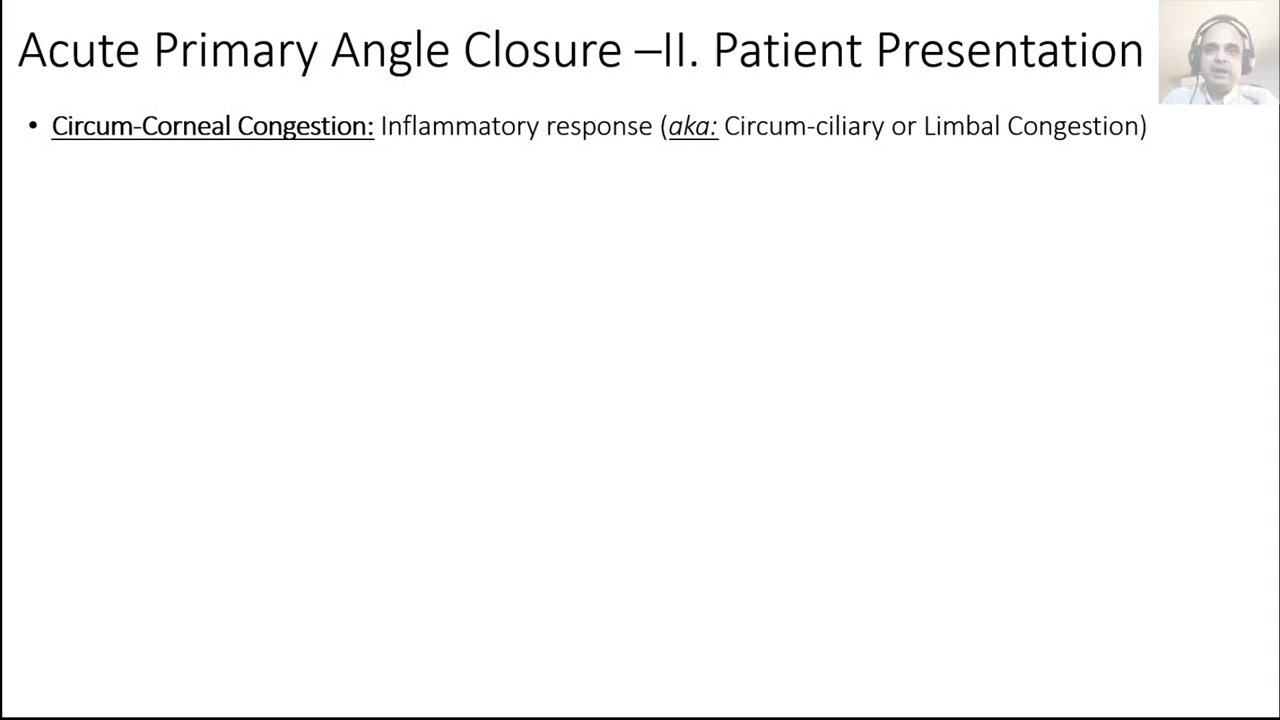 Acute Primary Angle Closure –II. Patient Presentation
• Circum-Corneal Congestion: Inflammatory response (aka: Circum-ciliary or Limbal Congestion)